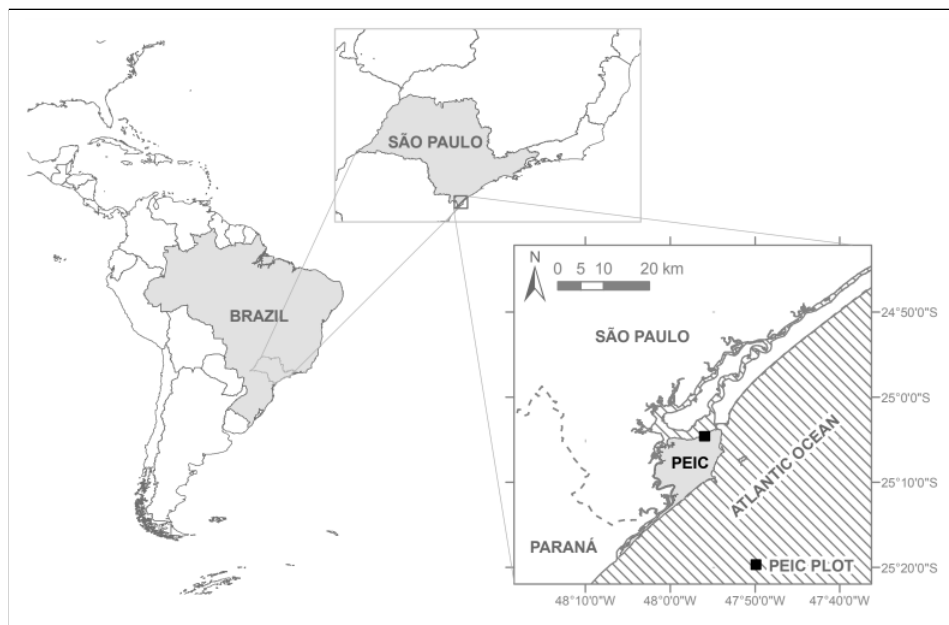 SÃO PAULO
BRAZIL
N
0 5 10 20 km
SÃO PAULO
24°50'0"S
25°0'0"S
PEIC
ATLANTIC OCEAN
25°10'0"S
PARANÁ
PEIC PLOT
25°20'0"S
48°10'0"W 48°0'0"W 47°50'0"W 47°40'0"W